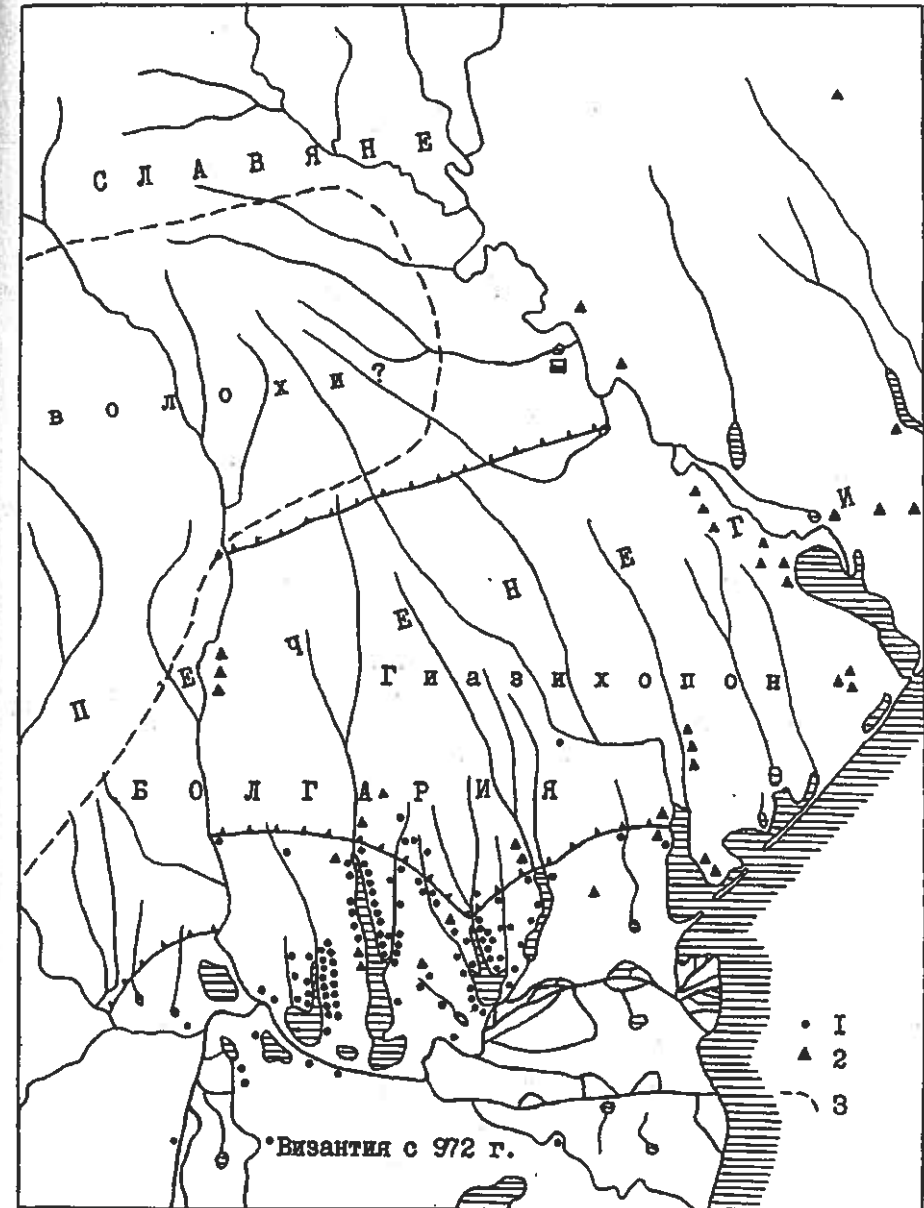 СЛАВЯНЕ
волохи?
ПЕЧЕНЕГИ
Гиазихопон
БОЛГАРИЯ
I
2
3
Византия с 972 г.